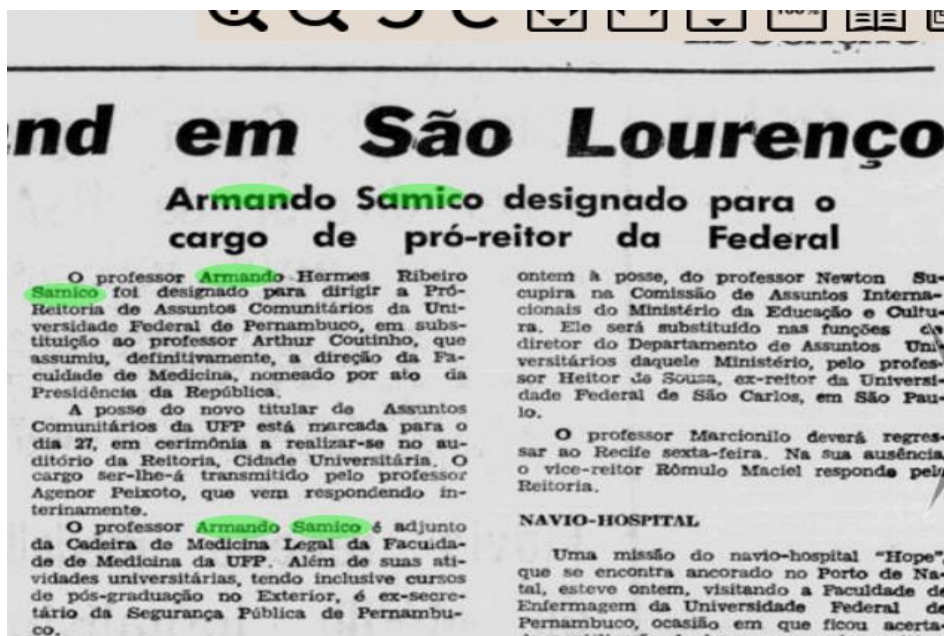 100%
nd em São Lourenço
Armando Samico designado para o
cargo de pró-reitor da Federal
O professor Armando Hermes Ribeiro
Samico foi designado para dirigir a Pró-
Reitoria de Assuntos Comunitários da Uni-
versidade Federal de Pernambuco, em subs-
tituição ao professor Arthur Coutinho, que
assumiu, definitivamente, a direção da Fa-
culdade de Medicina, nomeado por ato da
Presidência da República.
A posse do novo titular de Assuntos
Comunitários da UFP está marcada para o
dia 27, em cerimônia a realizar-se no au-
ditório da Reitoria, Cidade Universitária. O
cargo ser-lhe-á transmitido pelo professor
Agenor Peixoto, que vem respondendo in-
terinamente.
O professor Armando Samico é adjunto
da Cadeira de Medicina Legal da Faculda-
de de Medicina da UFP. Além de suas ati-
vidades universitárias, tendo inclusive cursos
de pós-graduação no Exterior, é ex-secre-
tário da Segurança Pública de Pernambu-
co.
ontem à posse, do professor Newton Su-
cupira na Comissão de Assuntos Interna-
cionais do Ministério da Educação e Cultu-
ra. Ele será substituído nas funções de
diretor do Departamento de Assuntos Uni-
versitários daquele Ministério, pelo profes-
sor Heitor de Sousa, ex-reitor da Universi-
dade Federal de São Carlos, em São Pau-
lo.
O professor Marcionilo deverá regres-
sar ao Recife sexta-feira. Na sua ausência
o vice-reitor Rômulo Maciel responde pela
Reitoria.
NAVIO-HOSPITAL
Uma missão do navio-hospital "Hope",
que se encontra ancorado no Porto de Na-
tal, esteve ontem, visitando a Faculdade de
Enfermagem da Universidade Federal de
Pernambuco, ocasião em que ficou acerta-